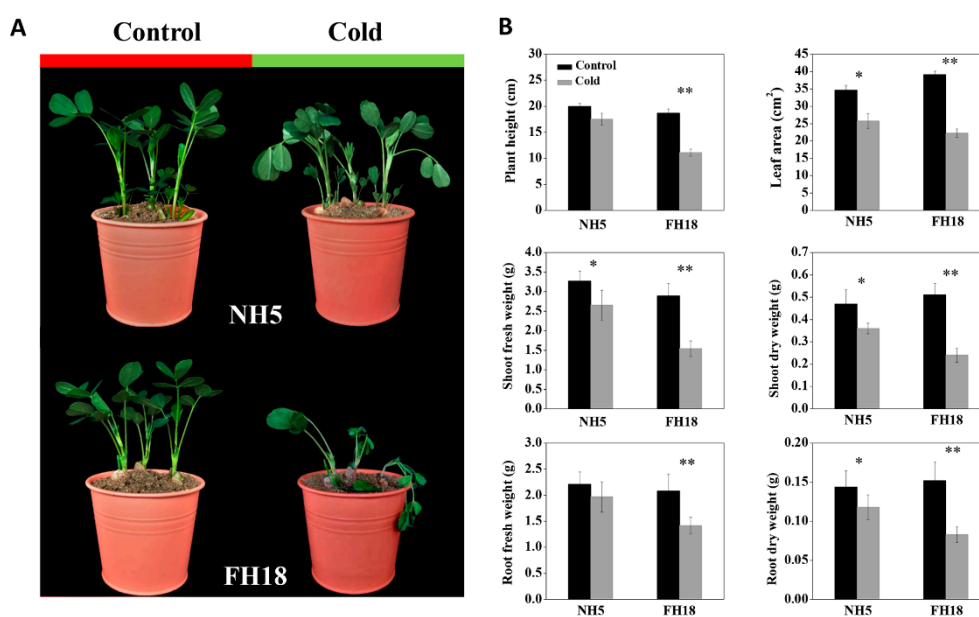 A
Control
Cold
NH5
FH18
B
Plant height (cm)
30
25
20
15
10
5
0
Control
Cold
**
NH5
FH18
Leaf area (cm²)
45
40
35
30
25
20
15
10
5
0
*
**
NH5
FH18
Shoot fresh weight (g)
4.0
3.5
3.0
2.5
2.0
1.5
1.0
0.5
0.0
*
**
NH5
FH18
Shoot dry weight (g)
0.7
0.6
0.5
0.4
0.3
0.2
0.1
0.0
*
**
NH5
FH18
Root fresh weight (g)
3.0
2.5
2.0
1.5
1.0
0.5
0.0
**
NH5
FH18
Root dry weight (g)
0.20
0.15
0.10
0.05
0.00
*
**
NH5
FH18